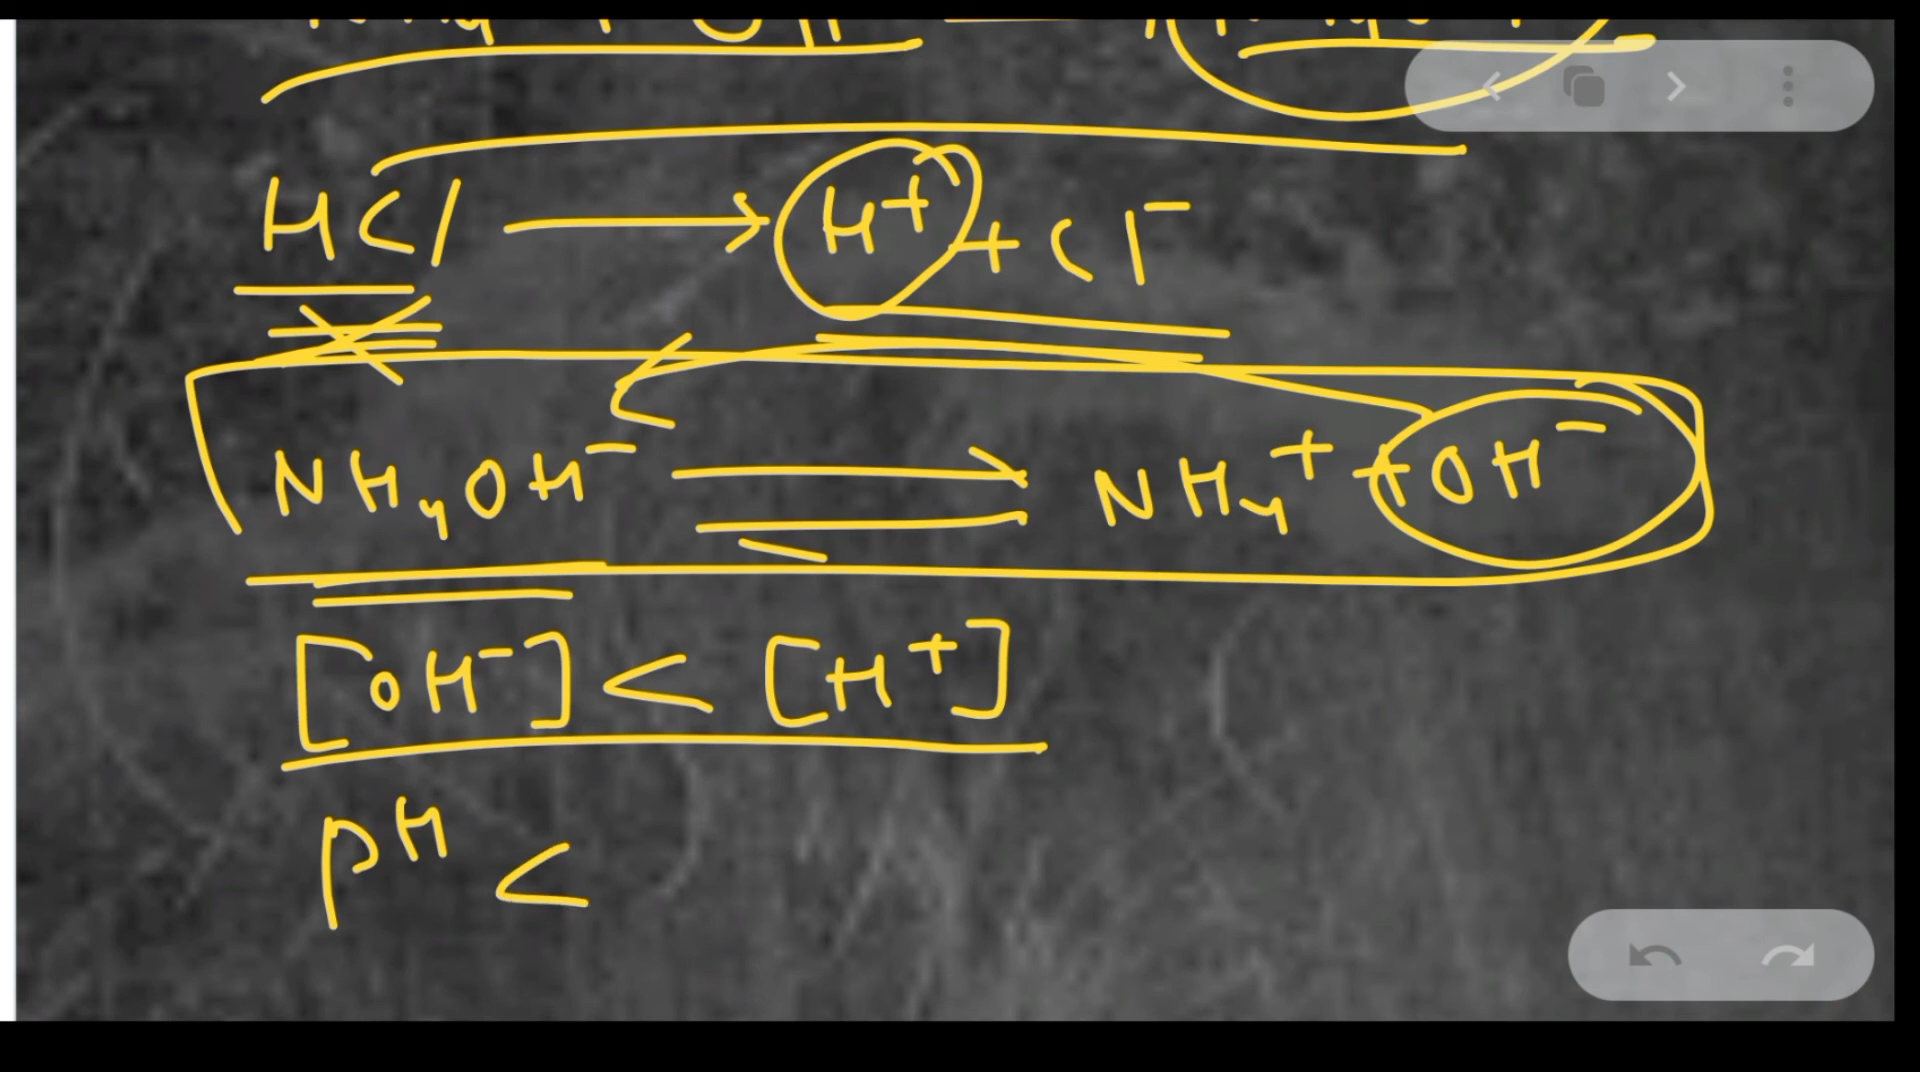 HCl → H⁺ + Cl⁻
NH₄OH⁻ ⇌ NH₄⁺ + OH⁻
[OH⁻] < [H⁺]
pH <